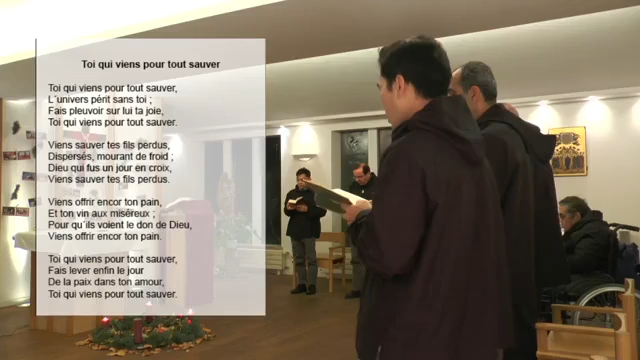 Toi qui viens pour tout sauver
Toi qui viens pour tout sauver,
L´univers périt sans toi ;
Fais pleuvoir sur lui ta joie,
Toi qui viens pour tout sauver.
Viens sauver tes fils perdus,
Dispersés, mourant de froid ;
Dieu qui fus un jour en croix,
Viens sauver tes fils perdus.
Viens offrir encor ton pain,
Et ton vin aux miséreux ;
Pour qu´ils voient le don de Dieu,
Viens offrir encor ton pain.
Toi qui viens pour tout sauver,
Fais lever enfin le jour
De la paix dans ton amour,
Toi qui viens pour tout sauver.